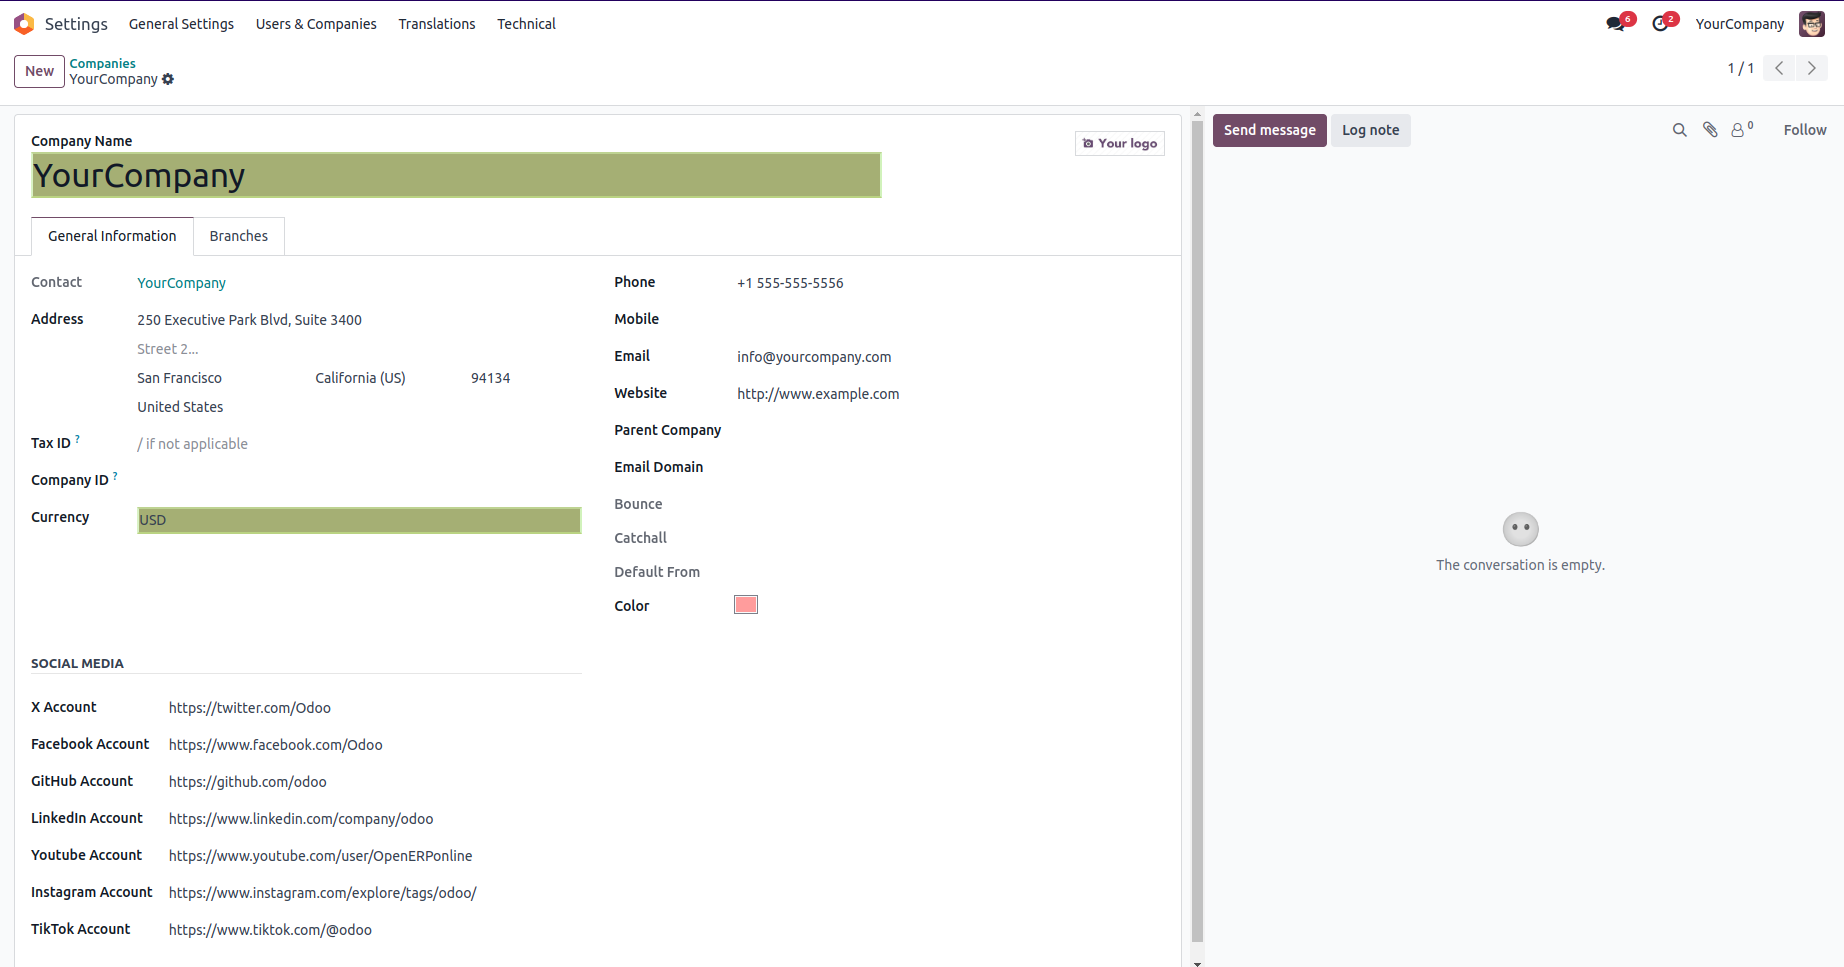 Settings General Settings Users & Companies Translations Technical 6 2 YourCompany
New Companies
YourCompany 1 / 1
Company Name
Your logo
YourCompany
General Information Branches
Contact YourCompany
Address 250 Executive Park Blvd, Suite 3400
Street 2...
San Francisco California (US) 94134
United States
Tax ID ? / if not applicable
Company ID ?
Currency USD
Phone +1 555-555-5556
Mobile
Email info@yourcompany.com
Website http://www.example.com
Parent Company
Email Domain
Bounce
Catchall
Default From
Color
SOCIAL MEDIA
X Account https://twitter.com/Odoo
Facebook Account https://www.facebook.com/Odoo
GitHub Account https://github.com/odoo
LinkedIn Account https://www.linkedin.com/company/odoo
Youtube Account https://www.youtube.com/user/OpenERPonline
Instagram Account https://www.instagram.com/explore/tags/odoo/
TikTok Account https://www.tiktok.com/@odoo
Send message Log note 0 Follow
The conversation is empty.